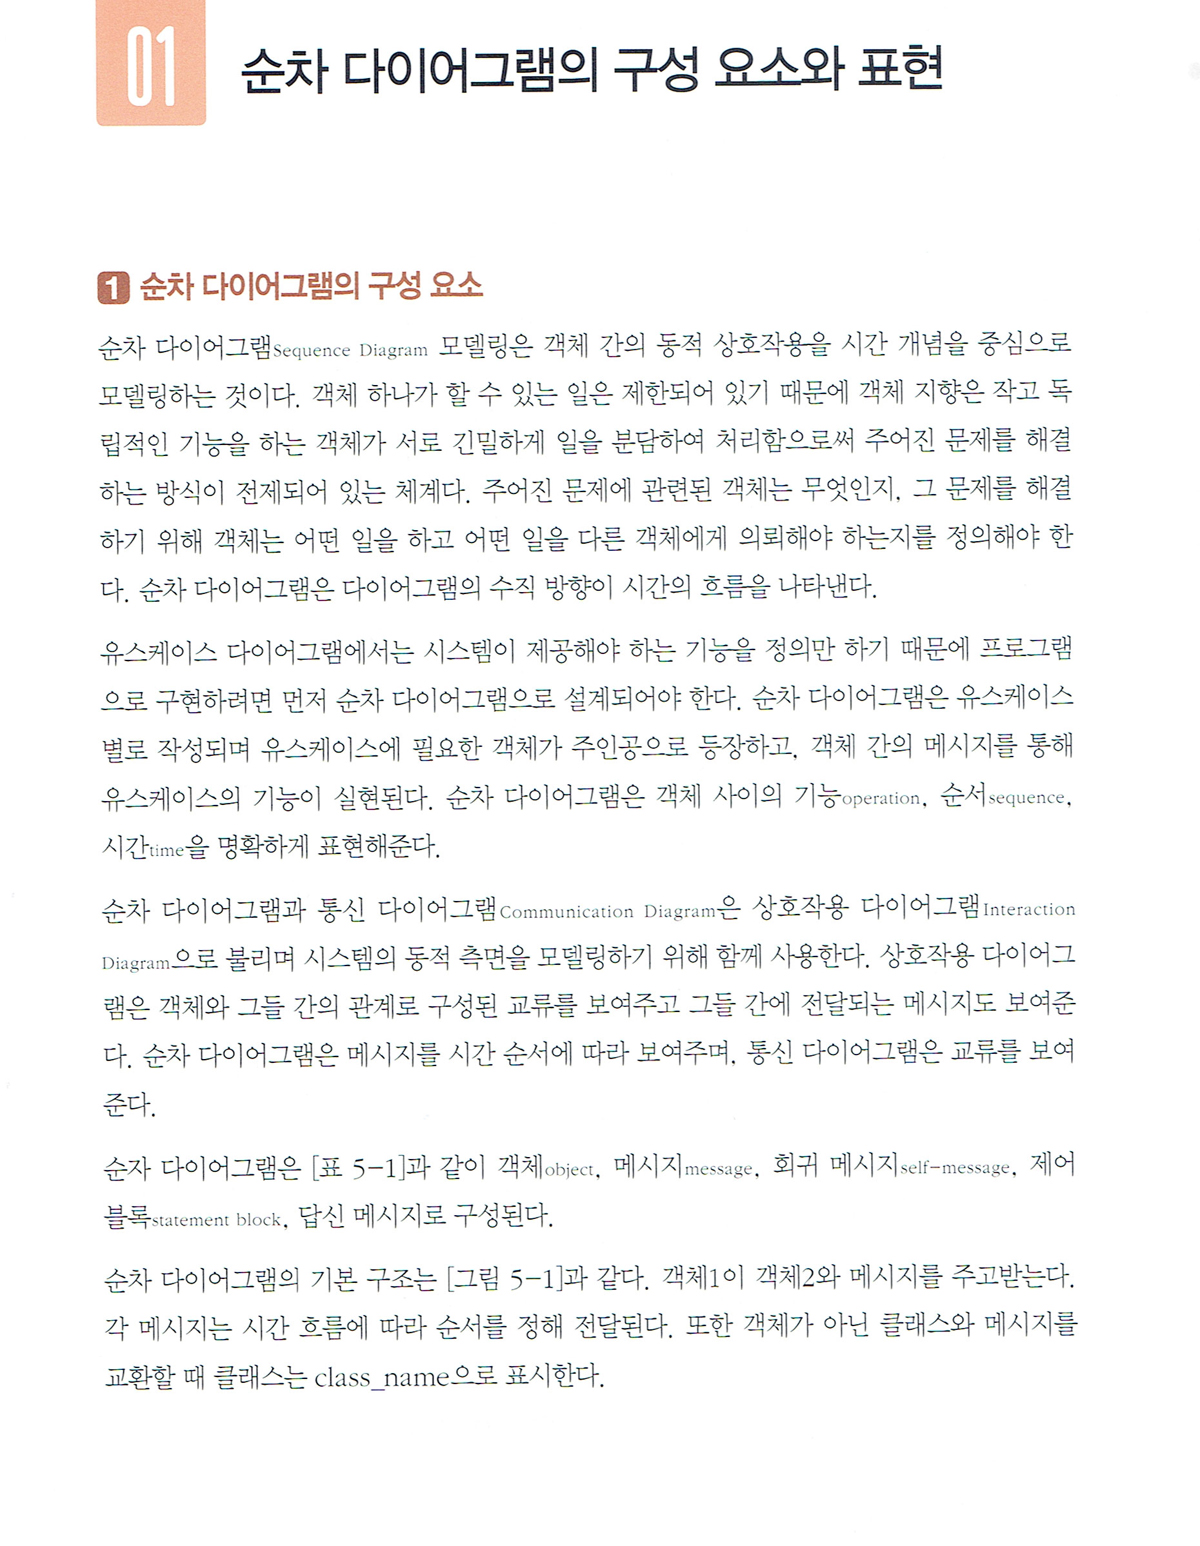 01
순차 다이어그램의 구성 요소와 표현
1 순차 다이어그램의 구성 요소
순차 다이어그램Sequence Diagram 모델링은 객체 간의 동적 상호작용을 시간 개념을 중심으로
모델링하는 것이다. 객체 하나가 할 수 있는 일은 제한되어 있기 때문에 객체 지향은 작고 독
립적인 기능을 하는 객체가 서로 긴밀하게 일을 분담하여 처리함으로써 주어진 문제를 해결
하는 방식이 전제되어 있는 체계다. 주어진 문제에 관련된 객체는 무엇인지, 그 문제를 해결
하기 위해 객체는 어떤 일을 하고 어떤 일을 다른 객체에게 의뢰해야 하는지를 정의해야 한
다. 순차 다이어그램은 다이어그램의 수직 방향이 시간의 흐름을 나타낸다.
유스케이스 다이어그램에서는 시스템이 제공해야 하는 기능을 정의만 하기 때문에 프로그램
으로 구현하려면 먼저 순차 다이어그램으로 설계되어야 한다. 순차 다이어그램은 유스케이스
별로 작성되며 유스케이스에 필요한 객체가 주인공으로 등장하고, 객체 간의 메시지를 통해
유스케이스의 기능이 실현된다. 순차 다이어그램은 객체 사이의 기능operation, 순서sequence,
시간time을 명확하게 표현해준다.
순차 다이어그램과 통신 다이어그램Communication Diagram은 상호작용 다이어그램Interaction
Diagram으로 불리며 시스템의 동적 측면을 모델링하기 위해 함께 사용한다. 상호작용 다이어그
램은 객체와 그들 간의 관계로 구성된 교류를 보여주고 그들 간에 전달되는 메시지도 보여준
다. 순차 다이어그램은 메시지를 시간 순서에 따라 보여주며, 통신 다이어그램은 교류를 보여
준다.
순자 다이어그램은 [표 5-1]과 같이 객체object, 메시지message, 회귀 메시지self-message, 제어
블록statement block, 답신 메시지로 구성된다.
순차 다이어그램의 기본 구조는 [그림 5-1]과 같다. 객체1이 객체2와 메시지를 주고받는다.
각 메시지는 시간 흐름에 따라 순서를 정해 전달된다. 또한 객체가 아닌 클래스와 메시지를
교환할 때 클래스는 class_name으로 표시한다.